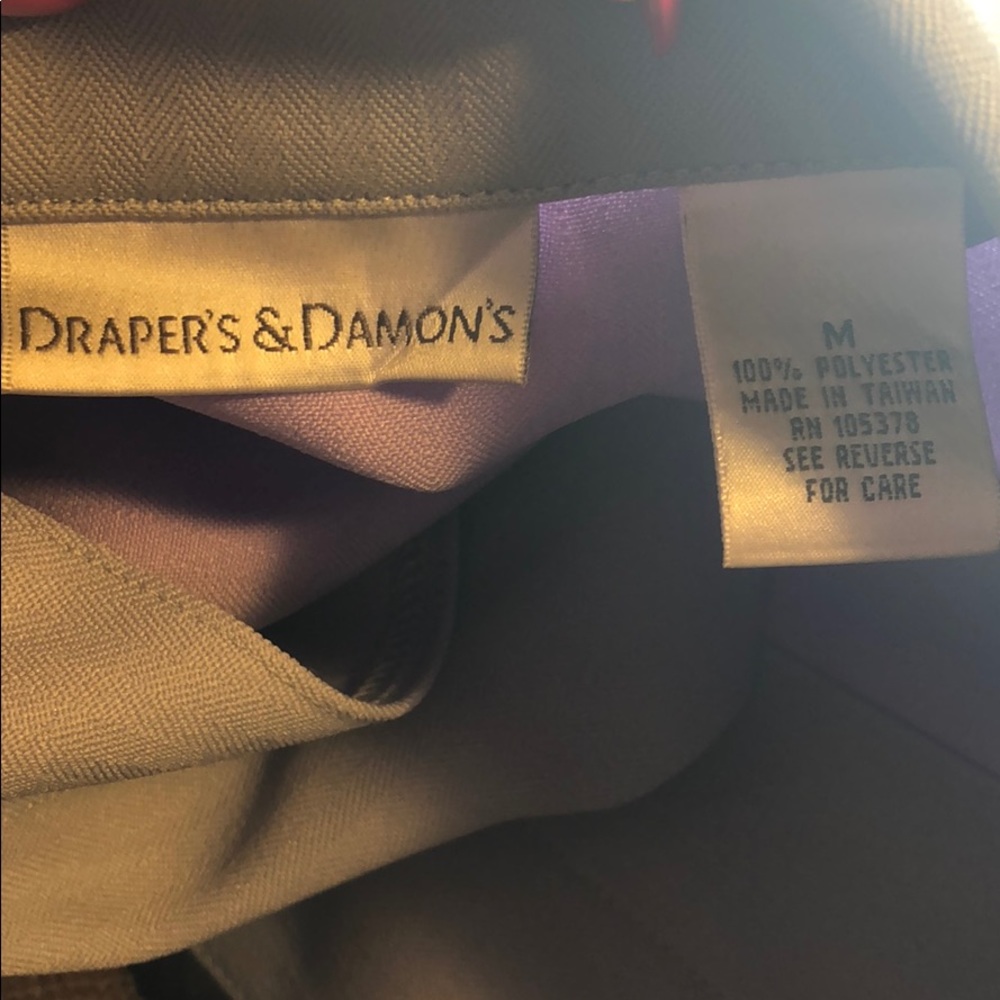 DRAPER'S & DAMON'S
M
100% POLYESTER
MADE IN TAIWAN
RN 105378
SEE REVERSE
FOR CARE